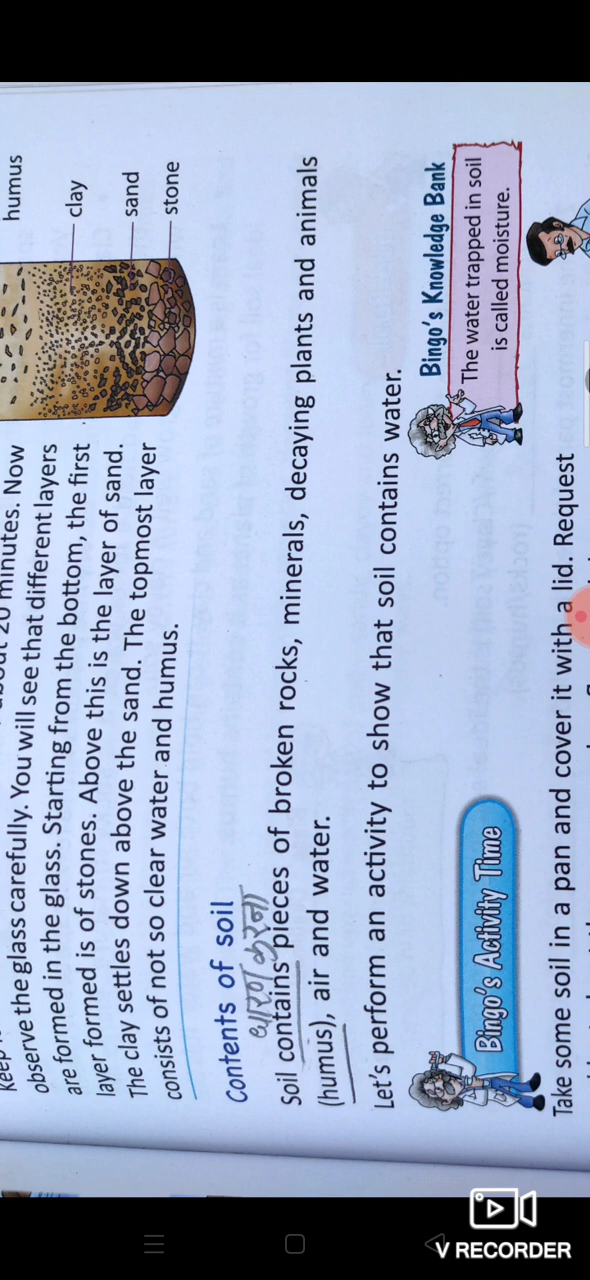 humus
clay
sand
stone
about 20 minutes. Now
observe the glass carefully. You will see that different layers
are formed in the glass. Starting from the bottom, the first
layer formed is of stones. Above this is the layer of sand.
The clay settles down above the sand. The topmost layer
consists of not so clear water and humus.
Contents of soil
धारण करना
Soil contains pieces of broken rocks, minerals, decaying plants and animals
(humus), air and water.
Let's perform an activity to show that soil contains water.
Bingo's Knowledge Bank
The water trapped in soil
is called moisture.
Bingo's Activity Time
Take some soil in a pan and cover it with a lid. Request
V RECORDER